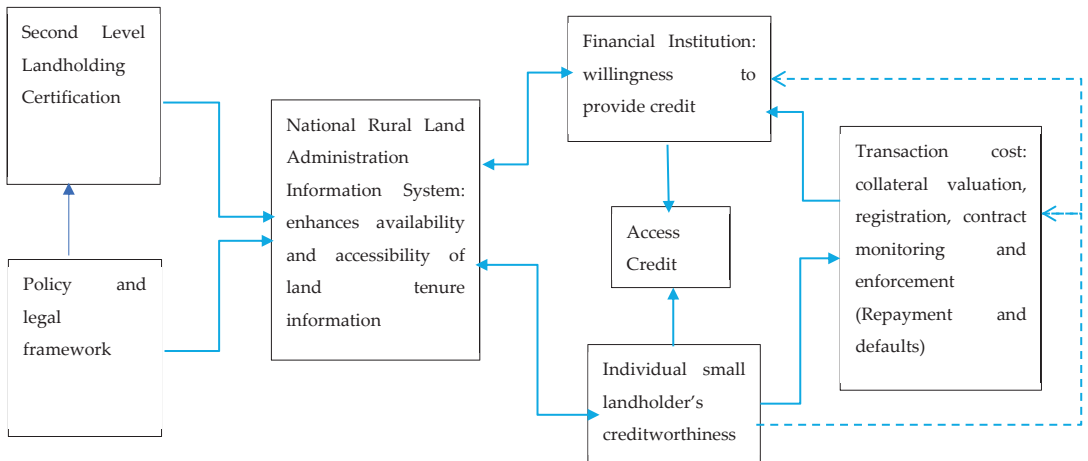 Second Level
Landholding
Certification
Policy and
legal
framework
National Rural Land
Administration
Information System:
enhances availability
and accessibility of
land tenure
information
Financial Institution:
willingness to
provide credit
Access
Credit
Individual small
landholder's
creditworthiness
Transaction cost:
collateral valuation,
registration, contract
monitoring and
enforcement
(Repayment and
defaults)